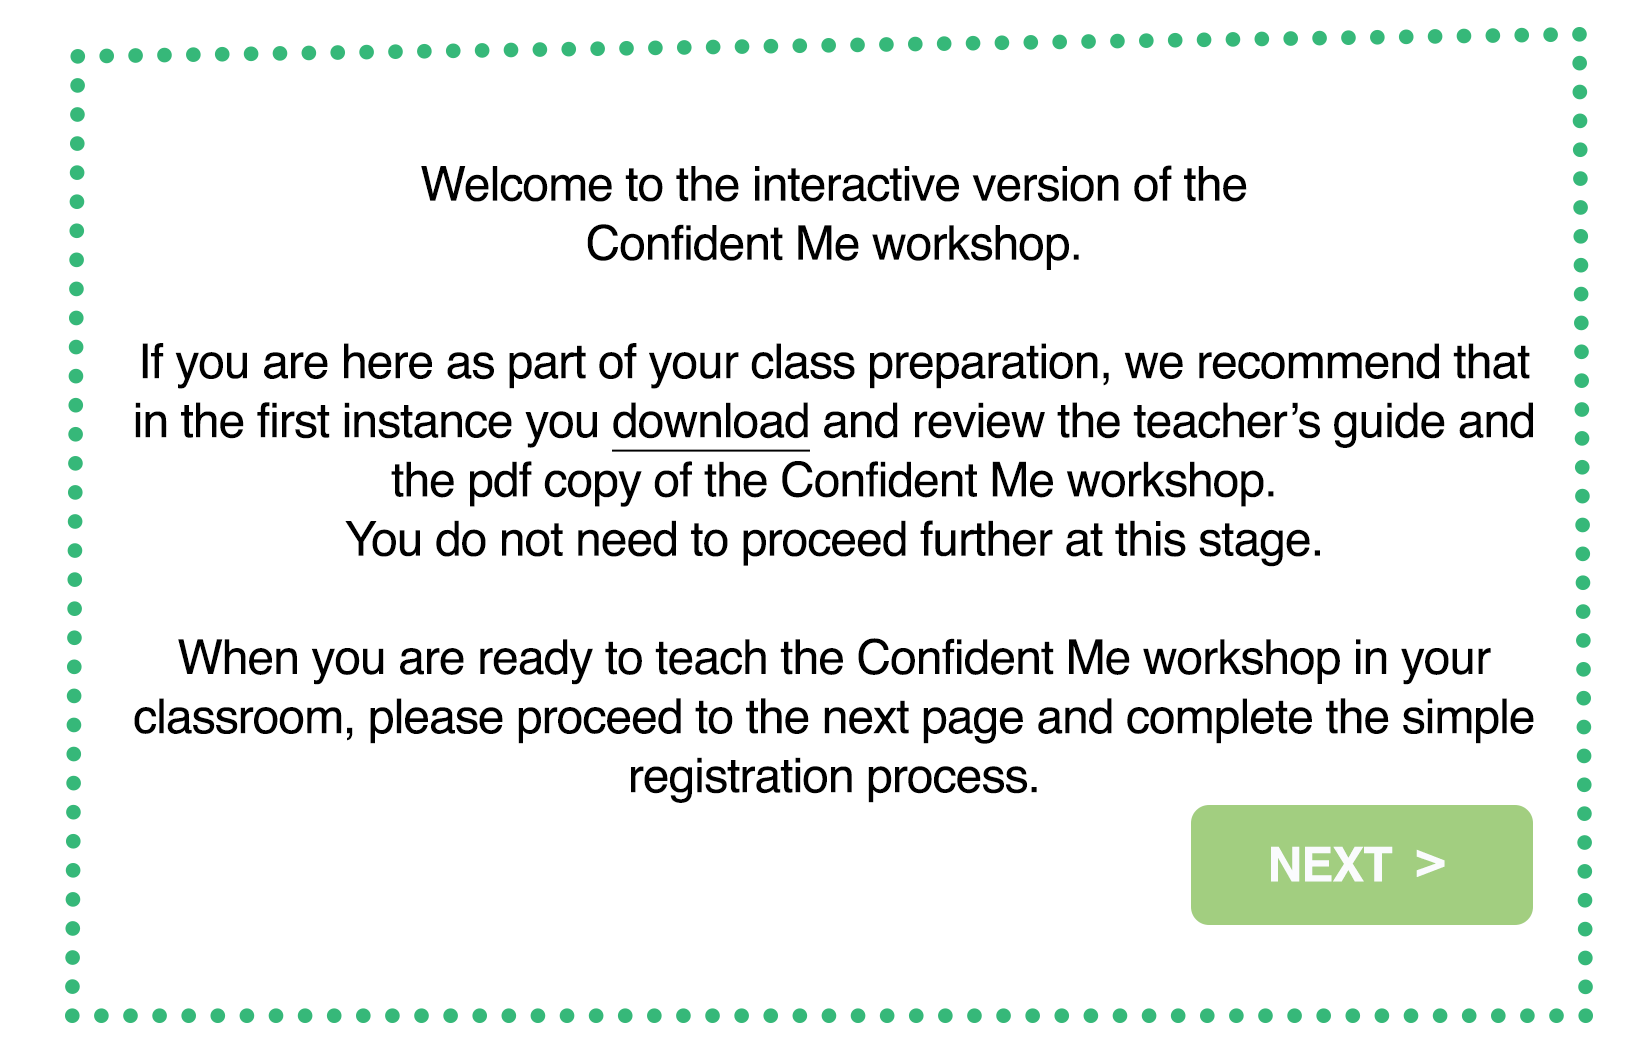 Welcome to the interactive version of the
Confident Me workshop.
If you are here as part of your class preparation, we recommend that
in the first instance you download and review the teacher’s guide and
the pdf copy of the Confident Me workshop.
You do not need to proceed further at this stage.
When you are ready to teach the Confident Me workshop in your
classroom, please proceed to the next page and complete the simple
registration process.
NEXT >